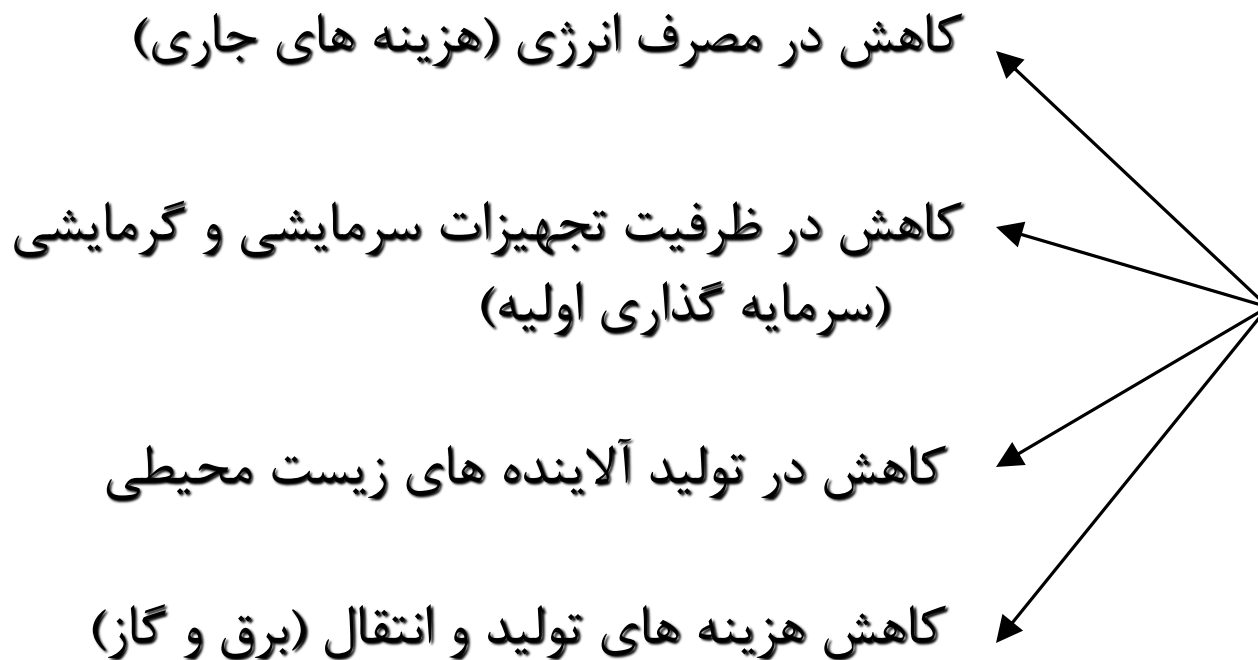 کاهش در مصرف انرژی (هزینه های جاری)
کاهش در ظرفیت تجهیزات سرمایشی و گرمایشی
(سرمایه گذاری اولیه)
کاهش در تولید آلاینده های زیست محیطی
کاهش هزینه های تولید و انتقال (برق و گاز)